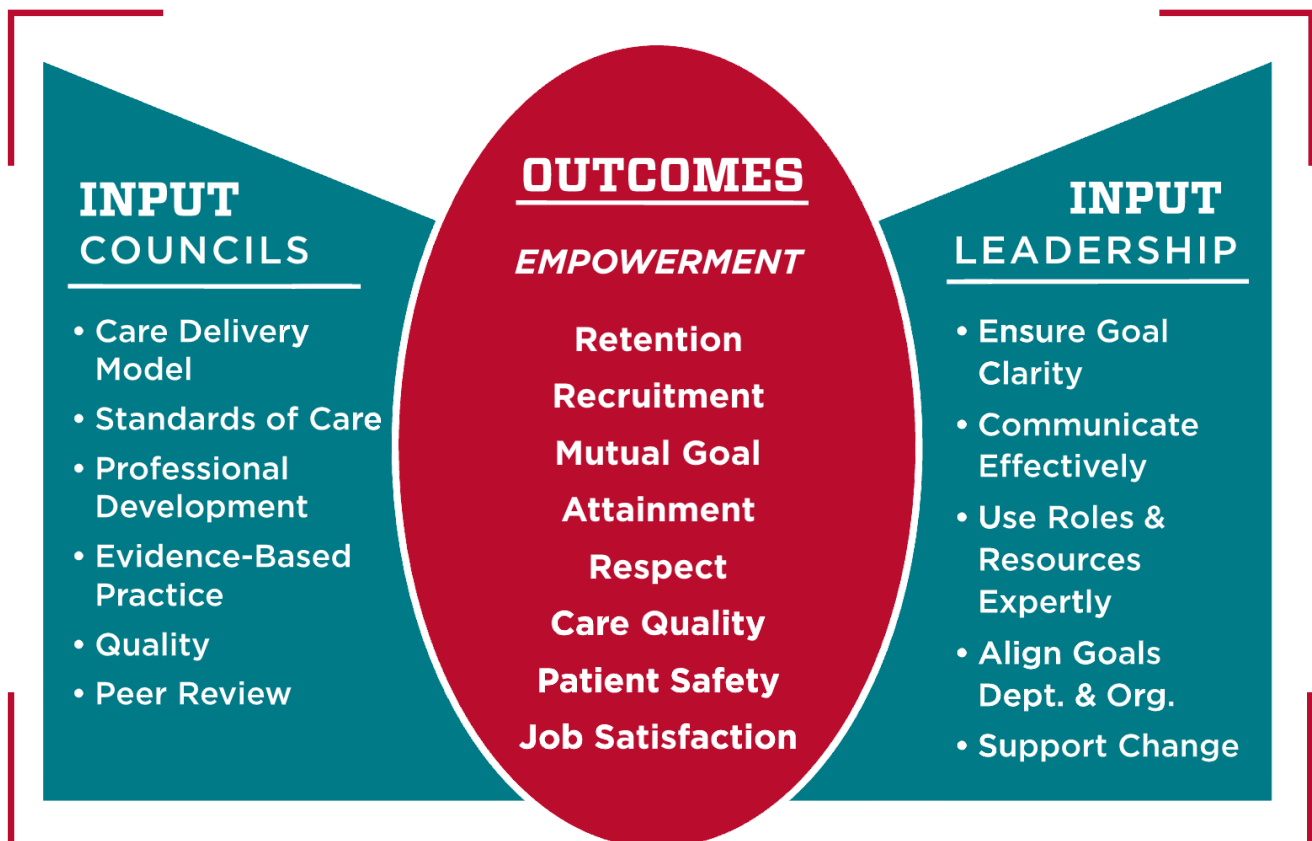 INPUT
COUNCILS
• Care Delivery
Model
• Standards of Care
• Professional
Development
• Evidence-Based
Practice
• Quality
• Peer Review
OUTCOMES
EMPOWERMENT
Retention
Recruitment
Mutual Goal
Attainment
Respect
Care Quality
Patient Safety
Job Satisfaction
INPUT
LEADERSHIP
• Ensure Goal
Clarity
• Communicate
Effectively
• Use Roles &
Resources
Expertly
• Align Goals
Dept. & Org.
• Support Change